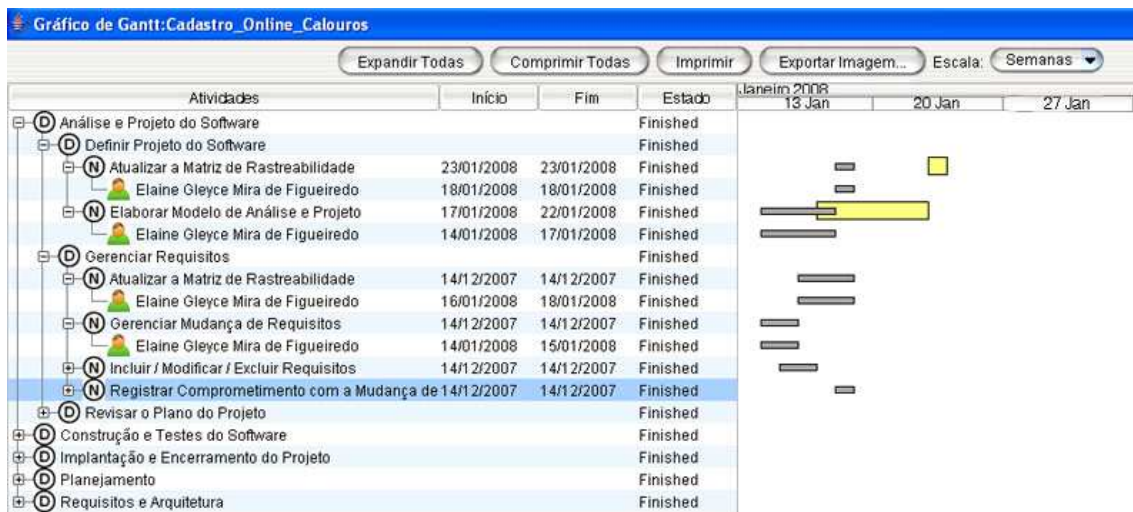 Gráfico de Gantt:Cadastro_Online_Calouros
Expandir Todas Comprimir Todas Imprimir Exportar Imagem... Escala: Semanas
Atividades Início Fim Estado Janeiro 2008
13 Jan 20 Jan 27 Jan
D Análise e Projeto do Software Finished
D Definir Projeto do Software Finished
N Atualizar a Matriz de Rastreabilidade 23/01/2008 23/01/2008 Finished
Elaine Gleyce Mira de Figueiredo 18/01/2008 18/01/2008 Finished
N Elaborar Modelo de Análise e Projeto 17/01/2008 22/01/2008 Finished
Elaine Gleyce Mira de Figueiredo 14/01/2008 17/01/2008 Finished
D Gerenciar Requisitos Finished
N Atualizar a Matriz de Rastreabilidade 14/12/2007 14/12/2007 Finished
Elaine Gleyce Mira de Figueiredo 16/01/2008 18/01/2008 Finished
N Gerenciar Mudança de Requisitos 14/12/2007 14/12/2007 Finished
Elaine Gleyce Mira de Figueiredo 14/01/2008 15/01/2008 Finished
N Incluir / Modificar / Excluir Requisitos 14/12/2007 14/12/2007 Finished
N Registrar Comprometimento com a Mudança de 14/12/2007 14/12/2007 Finished
D Revisar o Plano do Projeto Finished
D Construção e Testes do Software Finished
D Implantação e Encerramento do Projeto Finished
D Planejamento Finished
D Requisitos e Arquitetura Finished